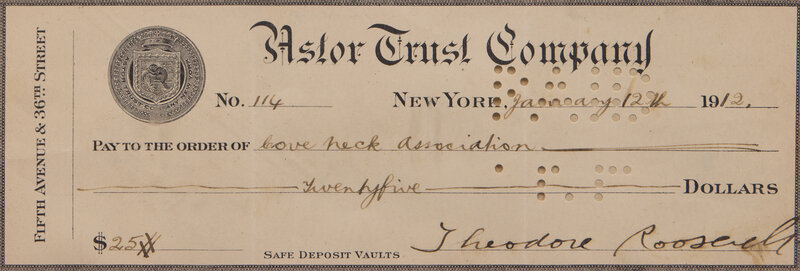 FIFTH AVENUE & 36TH STREET
Astor Trust Company
No. 114 NEW YORK, January 12th 1912.
PAY TO THE ORDER OF Cove Neck Association
Twentyfive DOLLARS
$25
SAFE DEPOSIT VAULTS Theodore Roosevelt